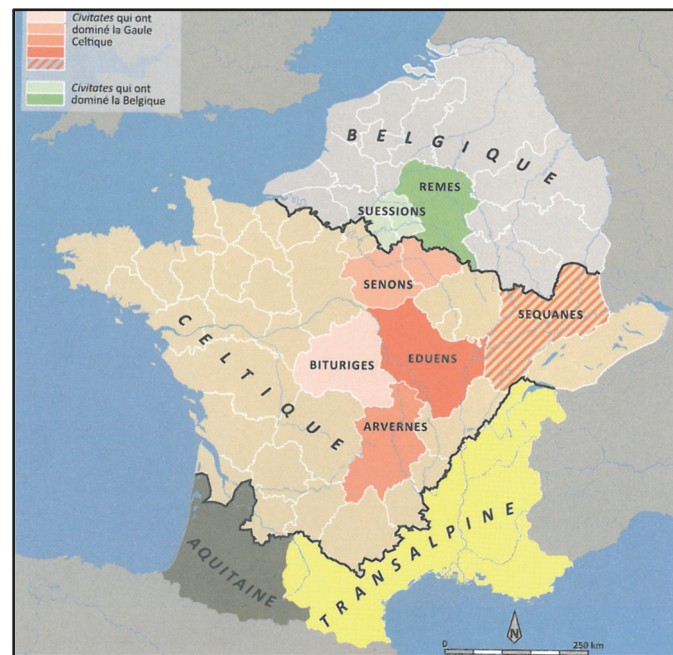 Civitates qui ont
dominé la Gaule
Celtique
Civitates qui ont
dominé la Belgique
BELGIQUE
REMES
SUESSIONS
SENONS
SEQUANES
CELTIQUE
BITURIGES
EDUENS
ARVERNES
AQUITAINE
TRANSALPINE
N
0 250 km